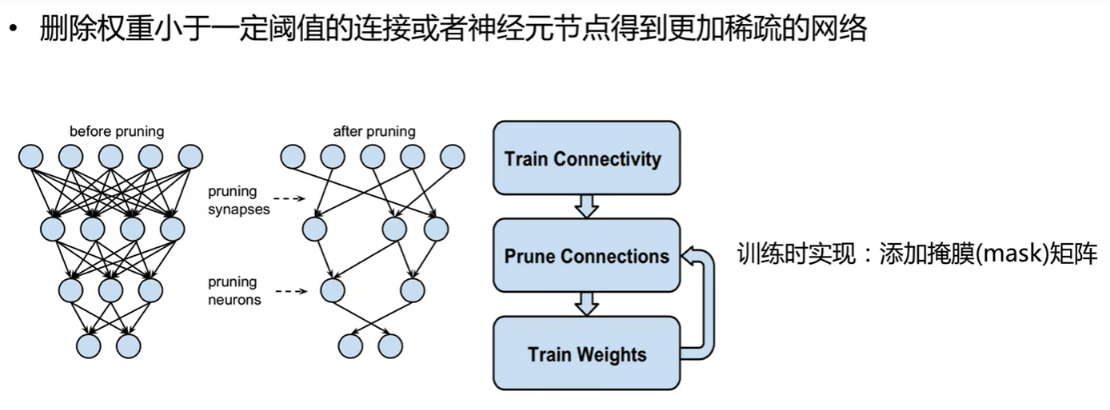 • 删除权重小于一定阈值的连接或者神经元节点得到更加稀疏的网络
before pruning
after pruning
pruning
synapses
pruning
neurons
Train Connectivity
Prune Connections
Train Weights
训练时实现：添加掩膜(mask)矩阵